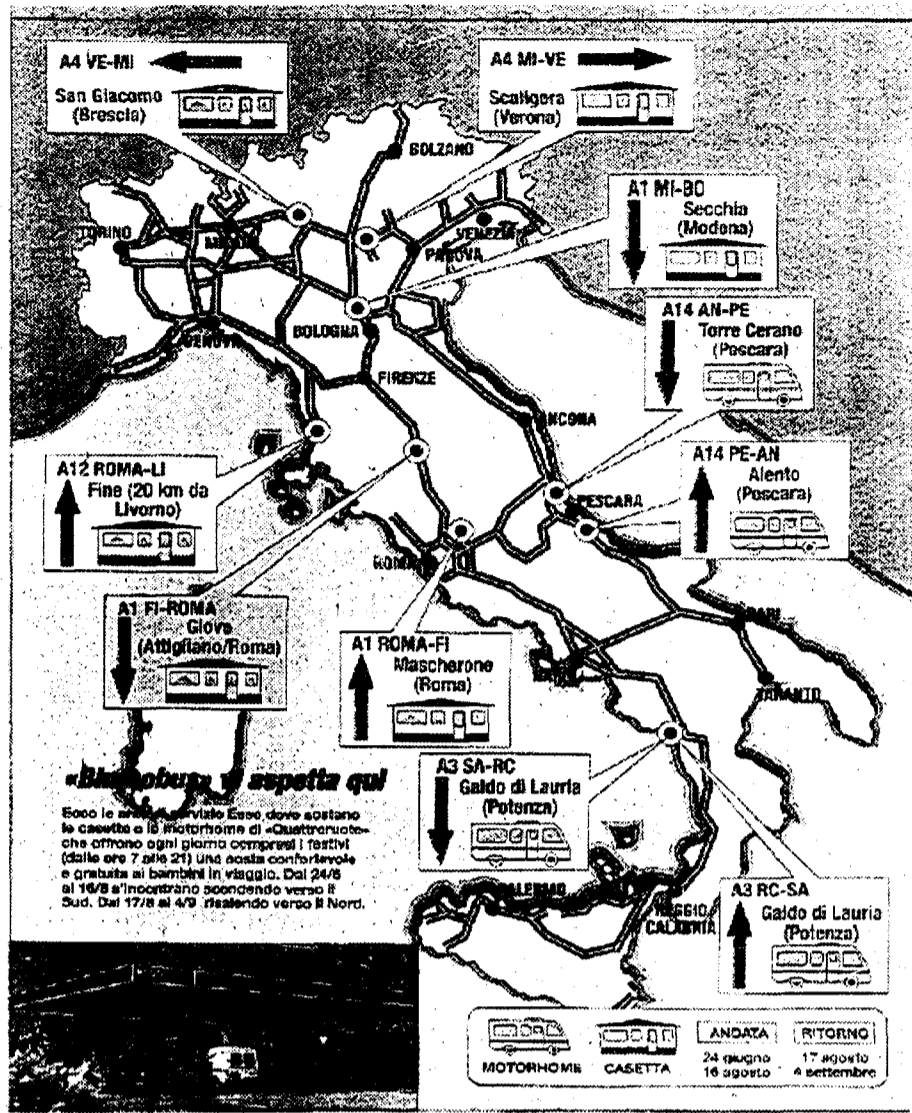 A4 VE-MI
San Giacomo
(Brescia)
A4 MI-VE
Scaligera
(Verona)
BOLZANO
A1 MI-BO
Secchia
(Modena)
TORINO
VENEZIA
PADOVA
A14 AN-PE
Torre Cerano
(Pescara)
BOLOGNA
GENOVA
FIRENZE
ANCONA
A12 ROMA-LI
Fine (20 km da
Livorno)
A14 PE-AN
Alento
(Pescara)
PESCARA
ROMA
A1 FI-ROMA
Giove
(Attigliano/Roma)
A1 ROMA-FI
Mascherone
(Roma)
BARI
TARANTO
A3 SA-RC
Galdo di Lauria
(Potenza)
vi aspetta qui
Ecco le aree di servizio Esso dove sostano
le casette o le motorhome di «Quattroruote»
che offrono ogni giorno compresi i festivi
(dalle ore 7 alle 21) una sosta confortevole
e gratuita ai bambini in viaggio. Dal 24/6
al 16/8 s'incontrano scendendo verso il
Sud. Dal 17/8 al 4/9 risalendo verso il Nord.
PALERMO
REGGIO
CALABRIA
A3 RC-SA
Galdo di Lauria
(Potenza)
MOTORHOME
CASETTA
ANDATA
24 giugno
16 agosto
RITORNO
17 agosto
4 settembre